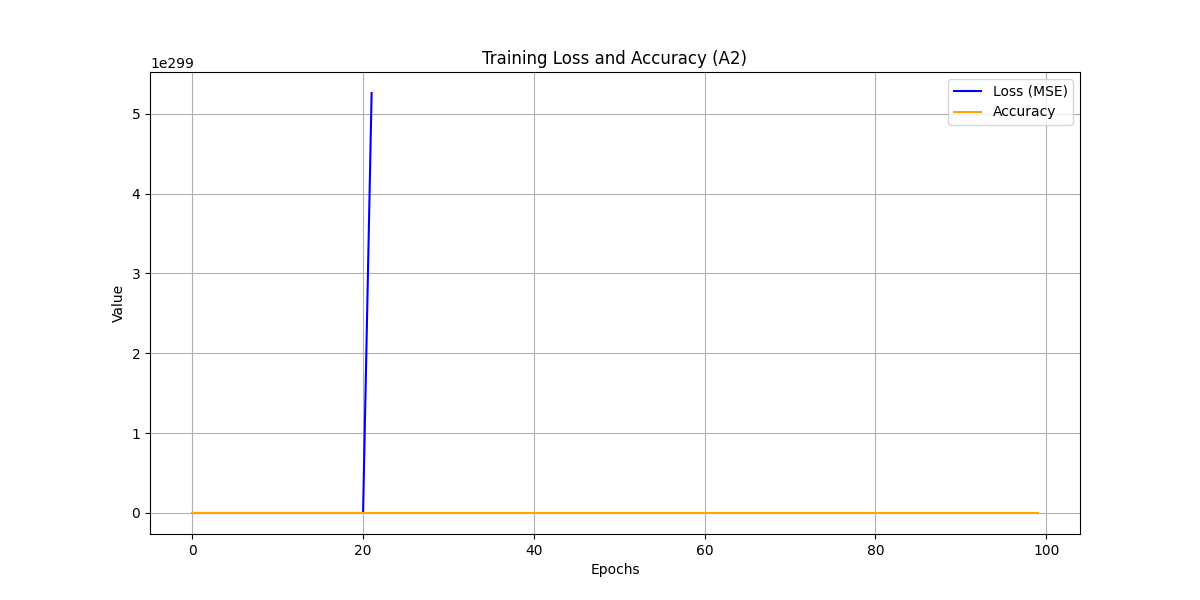 Training Loss and Accuracy (A2)
1e299
Loss (MSE)
Accuracy
5
4
3
2
1
0
Value
0 20 40 60 80 100
Epochs